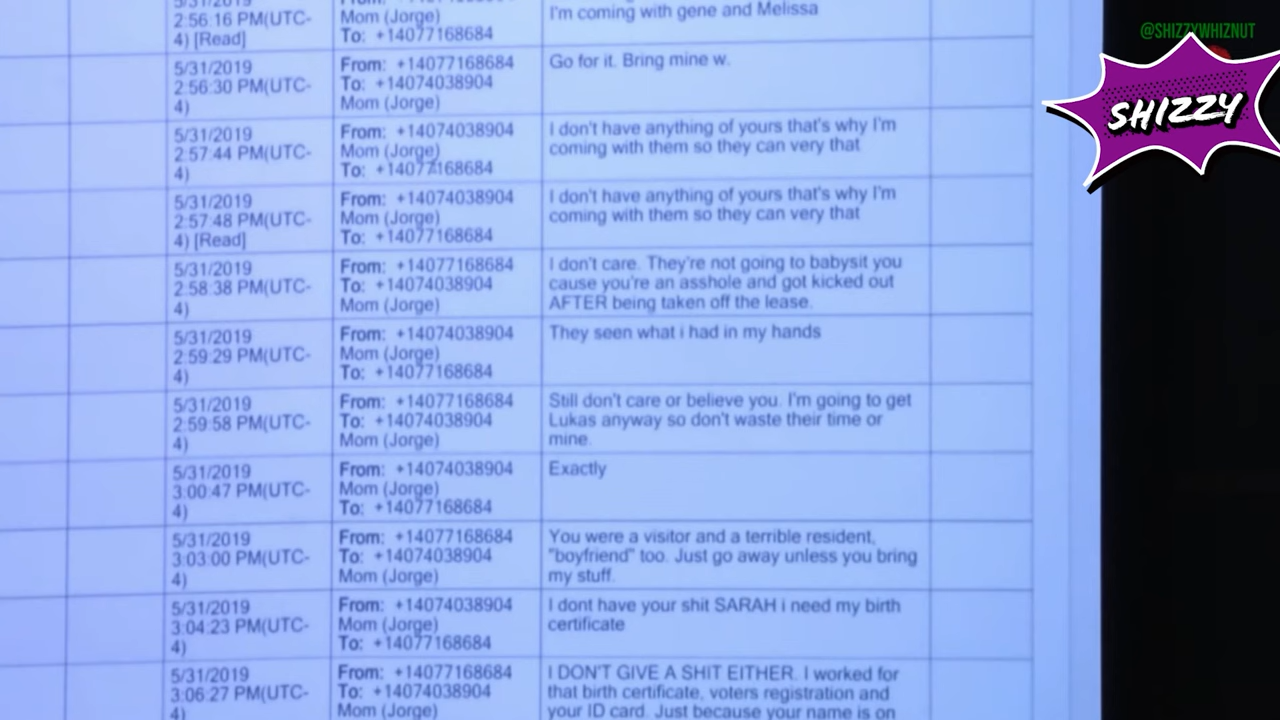 @SHIZZYWHIZNUT
SHIZZY
5/31/2019
2:56:16 PM(UTC-
4) [Read]
From:
Mom (Jorge)
To: +14077168684
I'm coming with gene and Melissa
5/31/2019
2:56:30 PM(UTC-
4)
From: +14077168684
To: +14074038904
Mom (Jorge)
Go for it. Bring mine w.
5/31/2019
2:57:44 PM(UTC-
4)
From: +14074038904
Mom (Jorge)
To: +14077168684
I don't have anything of yours that's why I'm
coming with them so they can very that
5/31/2019
2:57:48 PM(UTC-
4) [Read]
From: +14074038904
Mom (Jorge)
To: +14077168684
I don't have anything of yours that's why I'm
coming with them so they can very that
5/31/2019
2:58:38 PM(UTC-
4)
From: +14077168684
To: +14074038904
Mom (Jorge)
I don't care. They're not going to babysit you
cause you're an asshole and got kicked out
AFTER being taken off the lease.
5/31/2019
2:59:29 PM(UTC-
4)
From: +14074038904
Mom (Jorge)
To: +14077168684
They seen what i had in my hands
5/31/2019
2:59:58 PM(UTC-
4)
From: +14077168684
To: +14074038904
Mom (Jorge)
Still don't care or believe you. I'm going to get
Lukas anyway so don't waste their time or
mine.
5/31/2019
3:00:47 PM(UTC-
4)
From: +14074038904
Mom (Jorge)
To: +14077168684
Exactly
5/31/2019
3:03:00 PM(UTC-
4)
From: +14077168684
To: +14074038904
Mom (Jorge)
You were a visitor and a terrible resident,
"boyfriend" too. Just go away unless you bring
my stuff.
5/31/2019
3:04:23 PM(UTC-
4)
From: +14074038904
Mom (Jorge)
To: +14077168684
I dont have your shit SARAH i need my birth
certificate
5/31/2019
3:06:27 PM(UTC-
4)
From: +14077168684
To: +14074038904
Mom (Jorge)
I DON'T GIVE A SHIT EITHER. I worked for
that birth certificate, voters registration and
your ID card. Just because your name is on